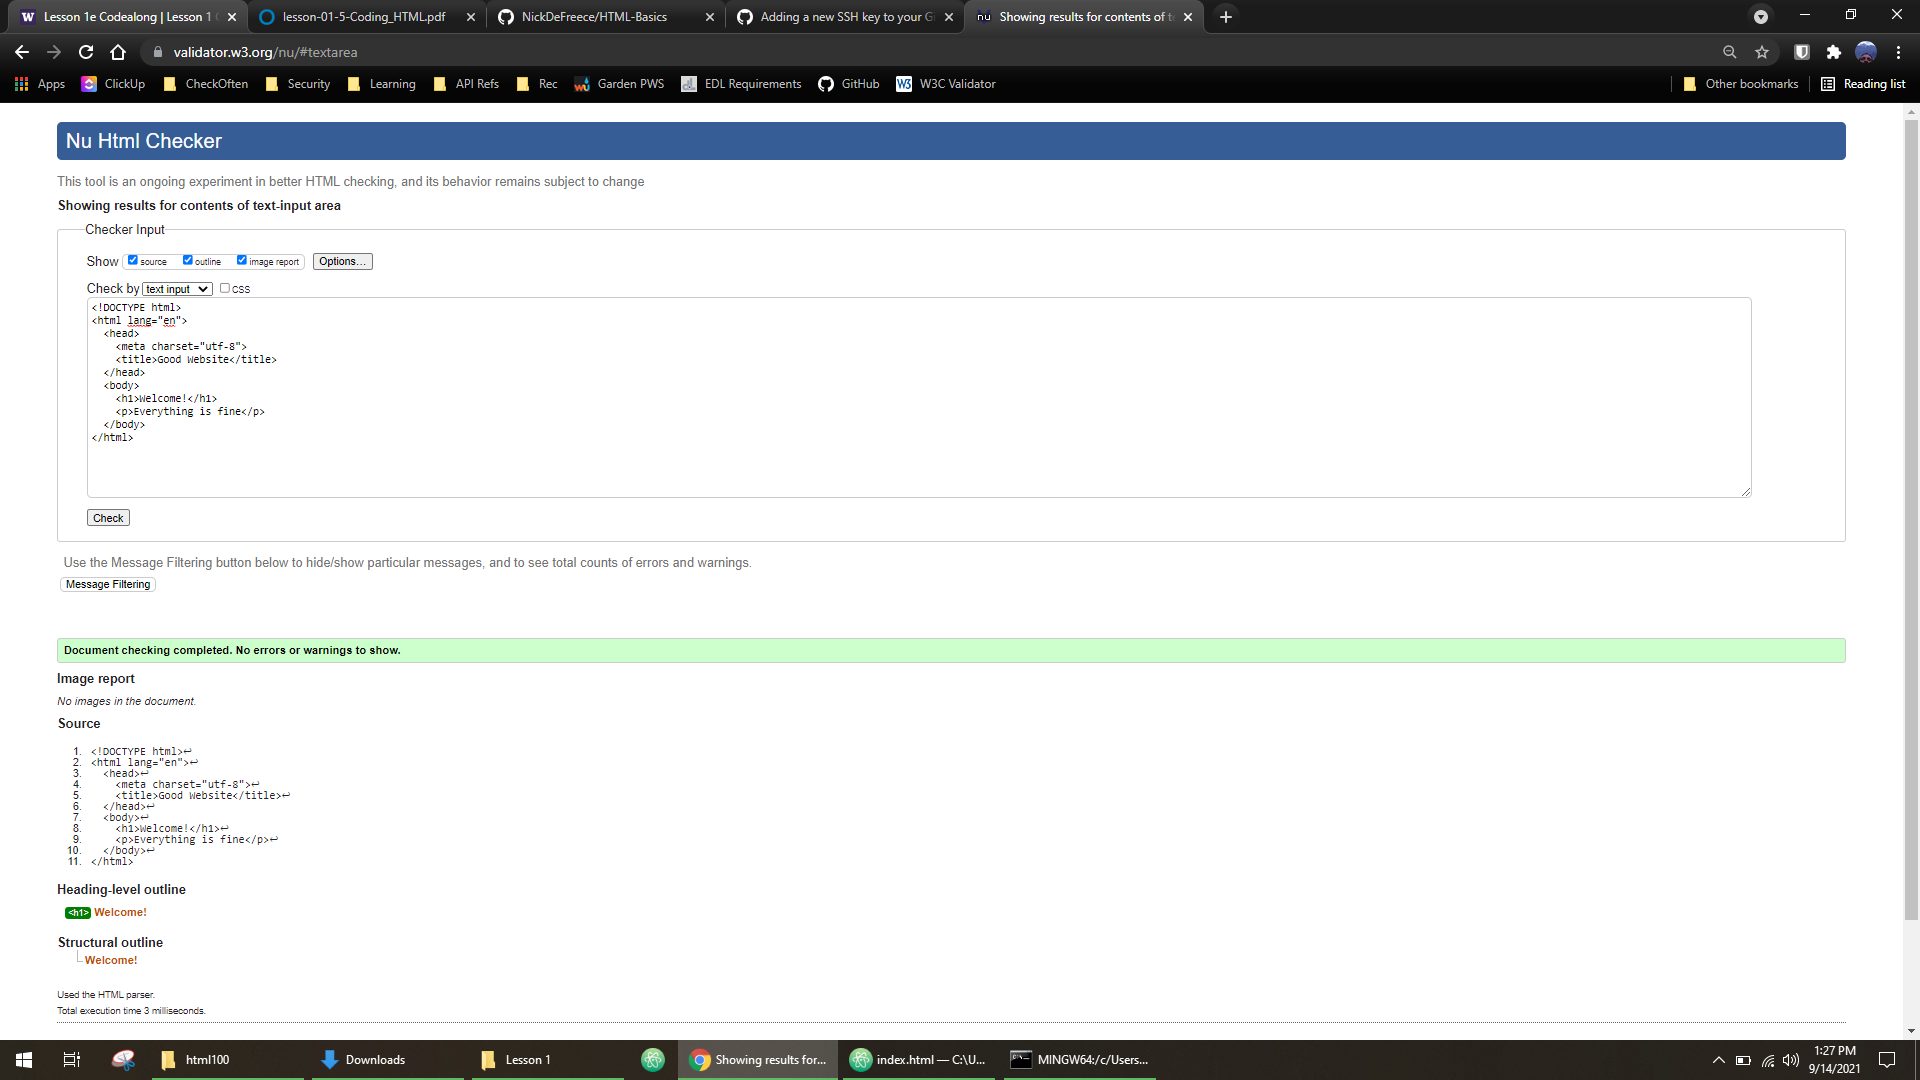 Lesson 1e Codealong | Lesson 1
lesson-01-5-Coding_HTML.pdf
NickDeFreece/HTML-Basics
Adding a new SSH key to your G
nu Showing results for contents of t
validator.w3.org/nu/#textarea
Apps ClickUp CheckOften Security Learning API Refs Rec Garden PWS EDL Requirements GitHub W3C Validator Other bookmarks Reading list
Nu Html Checker
This tool is an ongoing experiment in better HTML checking, and its behavior remains subject to change
Showing results for contents of text-input area
Checker Input
Show source outline image report Options...
Check by text input css
<!DOCTYPE html>
<html lang="en">
<head>
<meta charset="utf-8">
<title>Good Website</title>
</head>
<body>
<h1>Welcome!</h1>
<p>Everything is fine</p>
</body>
</html>
Check
Use the Message Filtering button below to hide/show particular messages, and to see total counts of errors and warnings.
Message Filtering
Document checking completed. No errors or warnings to show.
Image report
No images in the document.
Source
1. <!DOCTYPE html>↩
2. <html lang="en">↩
3. <head>↩
4. <meta charset="utf-8">↩
5. <title>Good Website</title>↩
6. </head>↩
7. <body>↩
8. <h1>Welcome!</h1>↩
9. <p>Everything is fine</p>↩
10. </body>↩
11. </html>
Heading-level outline
<h1> Welcome!
Structural outline
Welcome!
Used the HTML parser.
Total execution time 3 milliseconds.
html100
Downloads
Lesson 1
Showing results for...
index.html — C:\U...
MINGW64:/c/Users...
1:27 PM
9/14/2021